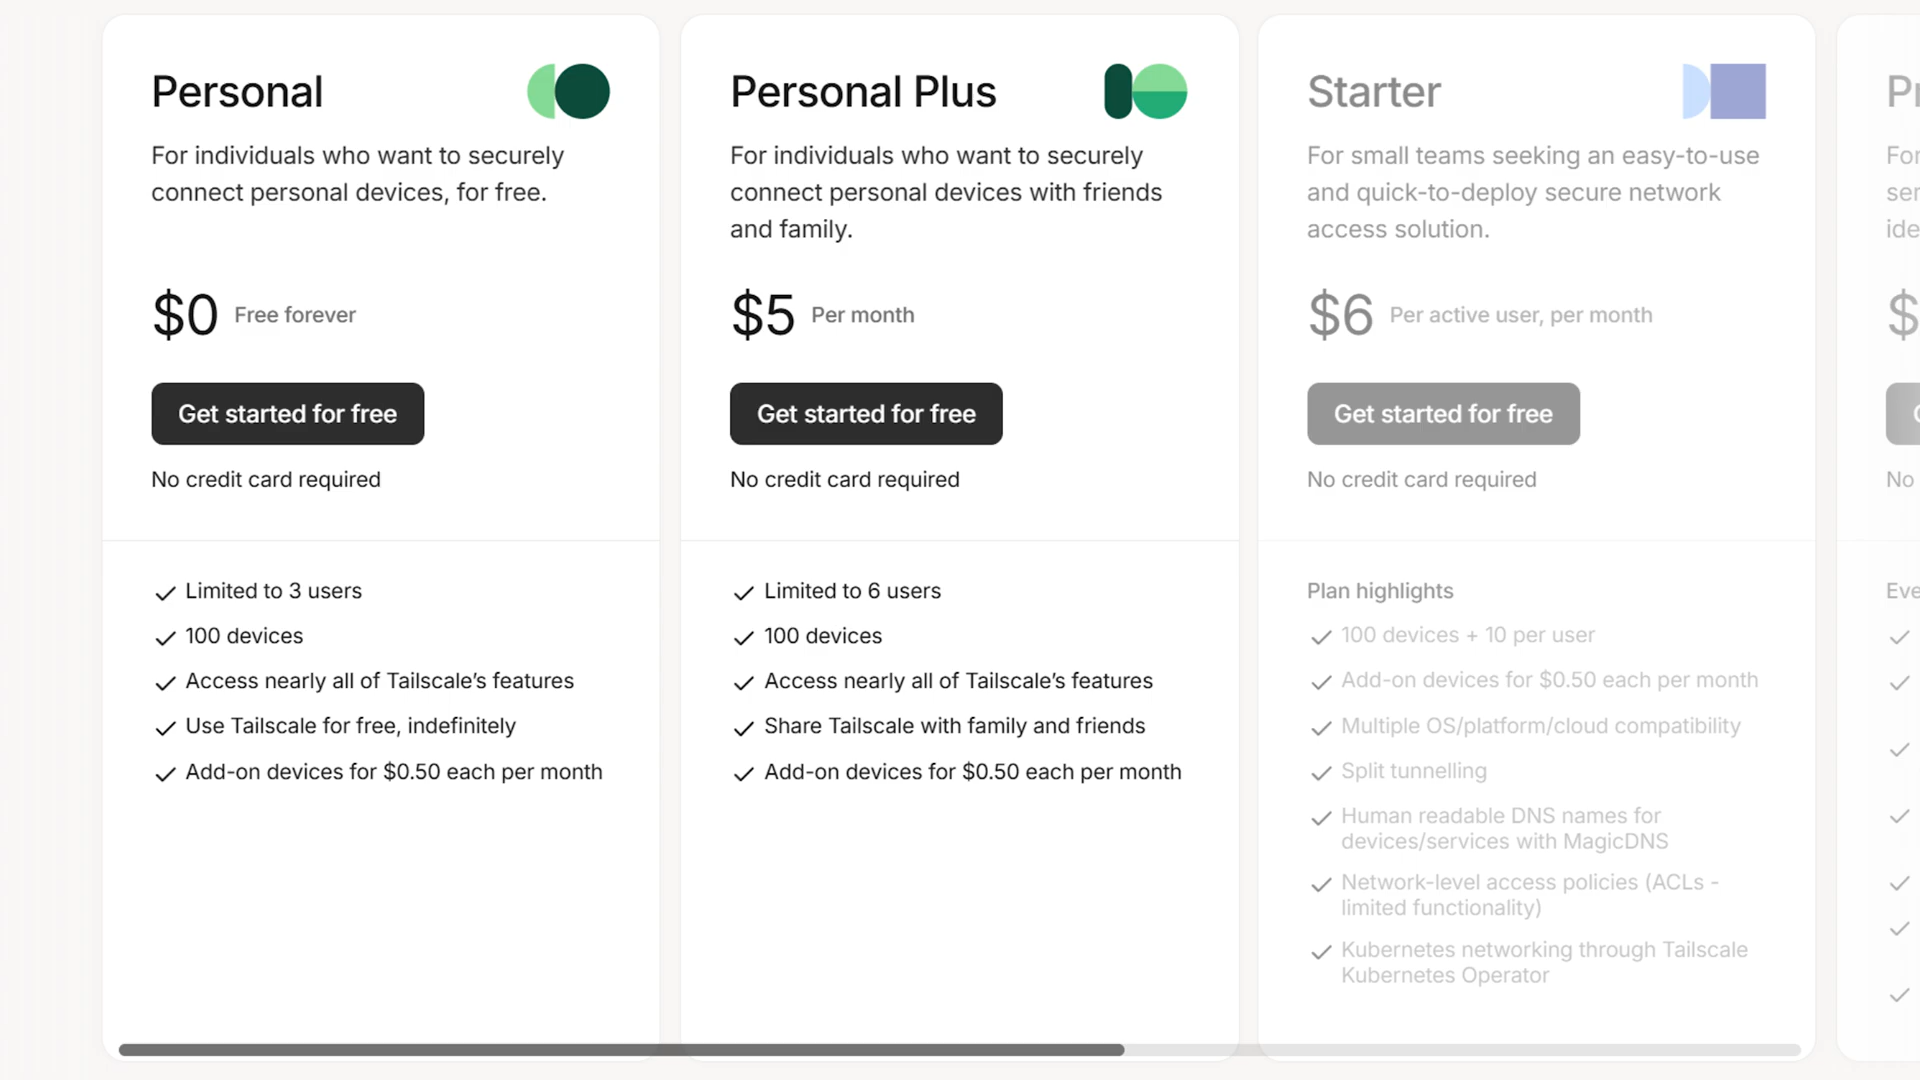 Personal
For individuals who want to securely
connect personal devices, for free.
$0 Free forever
Get started for free
No credit card required
Limited to 3 users
100 devices
Access nearly all of Tailscale’s features
Use Tailscale for free, indefinitely
Add-on devices for $0.50 each per month
Personal Plus
For individuals who want to securely
connect personal devices with friends
and family.
$5 Per month
Get started for free
No credit card required
Limited to 6 users
100 devices
Access nearly all of Tailscale’s features
Share Tailscale with family and friends
Add-on devices for $0.50 each per month
Starter
For small teams seeking an easy-to-use
and quick-to-deploy secure network
access solution.
$6 Per active user, per month
Get started for free
No credit card required
Plan highlights
100 devices + 10 per user
Add-on devices for $0.50 each per month
Multiple OS/platform/cloud compatibility
Split tunnelling
Human readable DNS names for
devices/services with MagicDNS
Network-level access policies (ACLs -
limited functionality)
Kubernetes networking through Tailscale
Kubernetes Operator
$
No